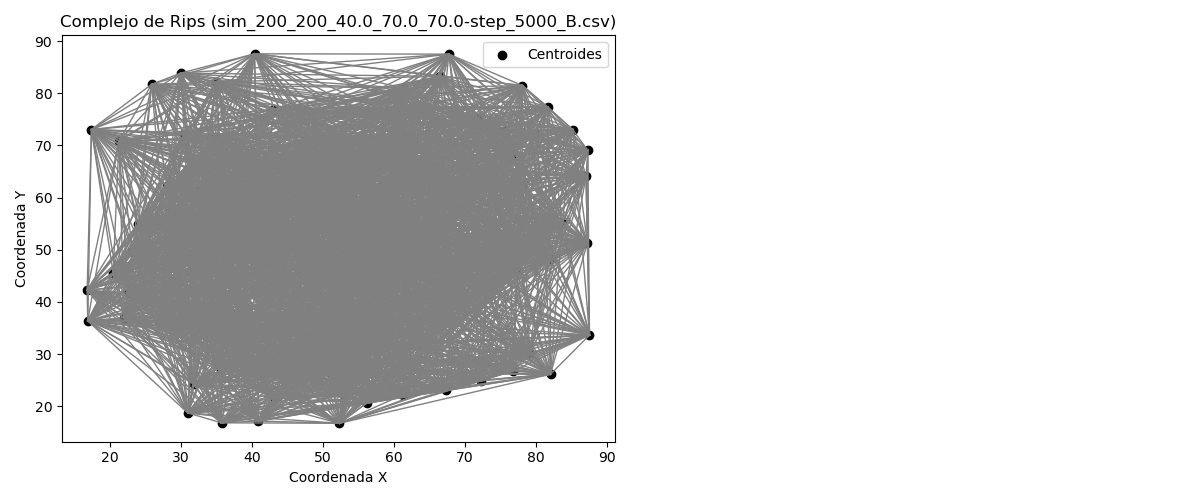 Complejo de Rips (sim_200_200_40.0_70.0_70.0-step_5000_B.csv)
Centroides
Coordenada Y
90
80
70
60
50
40
30
20
20 30 40 50 60 70 80 90
Coordenada X